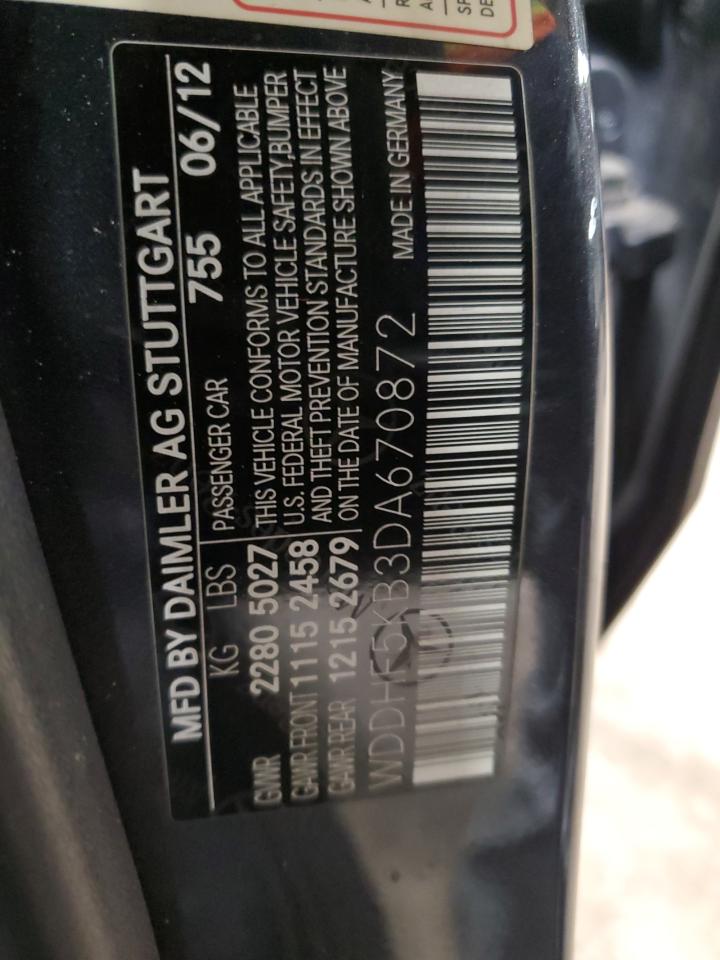 MFD BY DAIMLER AG STUTTGART
755 06/12
KG LBS PASSENGER CAR
GVWR 2280 5027 THIS VEHICLE CONFORMS TO ALL APPLICABLE
GAWR FRONT 1115 2458 U.S. FEDERAL MOTOR VEHICLE SAFETY, BUMPER
GAWR REAR 1215 2679 AND THEFT PREVENTION STANDARDS IN EFFECT
ON THE DATE OF MANUFACTURE SHOWN ABOVE
WDDHF5KB3DA670872 MADE IN GERMANY